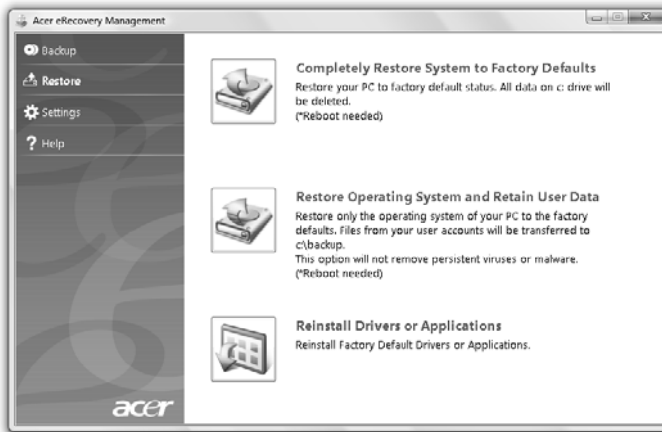 Acer eRecovery Management
Backup
Restore
Settings
Help
Completely Restore System to Factory Defaults
Restore your PC to factory default status. All data on c: drive will
be deleted.
(*Reboot needed)
Restore Operating System and Retain User Data
Restore only the operating system of your PC to the factory
defaults. Files from your user accounts will be transferred to
c:\backup.
This option will not remove persistent viruses or malware.
(*Reboot needed)
Reinstall Drivers or Applications
Reinstall Factory Default Drivers or Applications.
acer